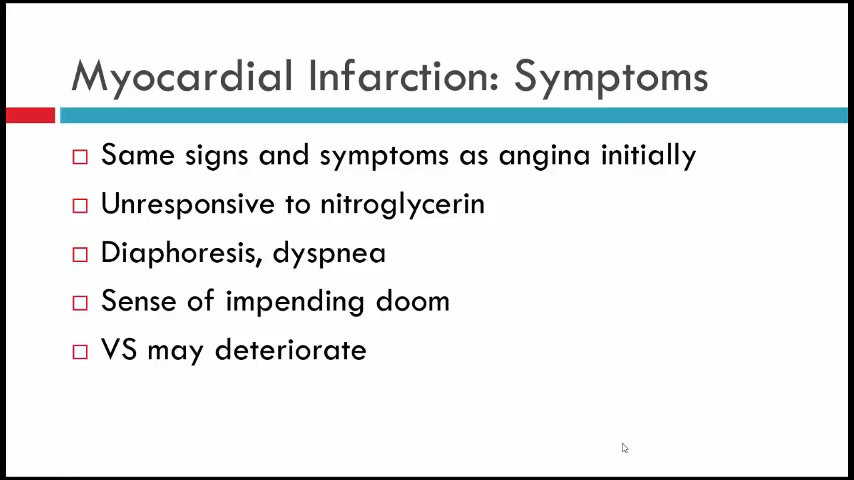 Myocardial Infarction: Symptoms
Same signs and symptoms as angina initially
Unresponsive to nitroglycerin
Diaphoresis, dyspnea
Sense of impending doom
VS may deteriorate